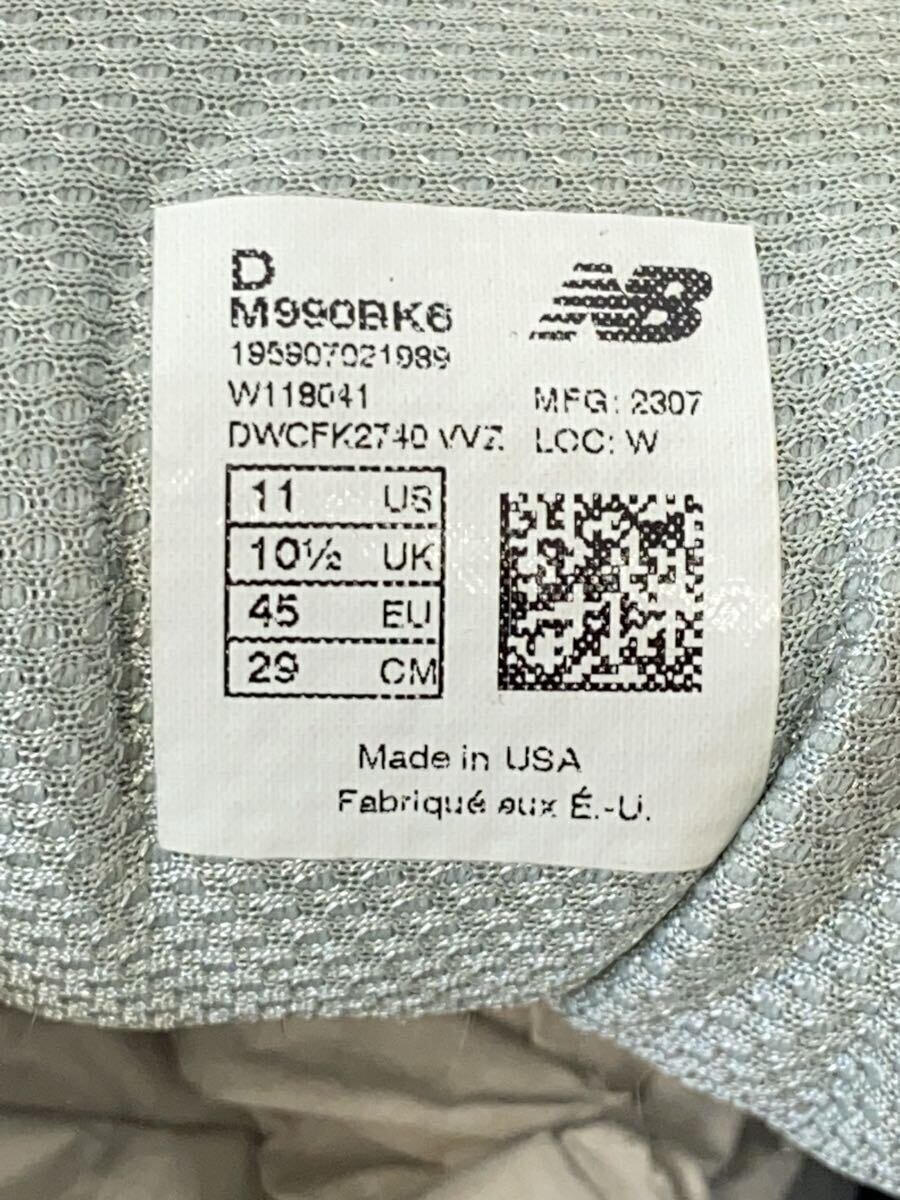 D
M990BK6
NB
195907021989
W118041
MFG: 2307
DWCFK2740 VVZ
LOC: W
11 US
10½ UK
45 EU
29 CM
Made in USA
Fabriqué aux É.-U.